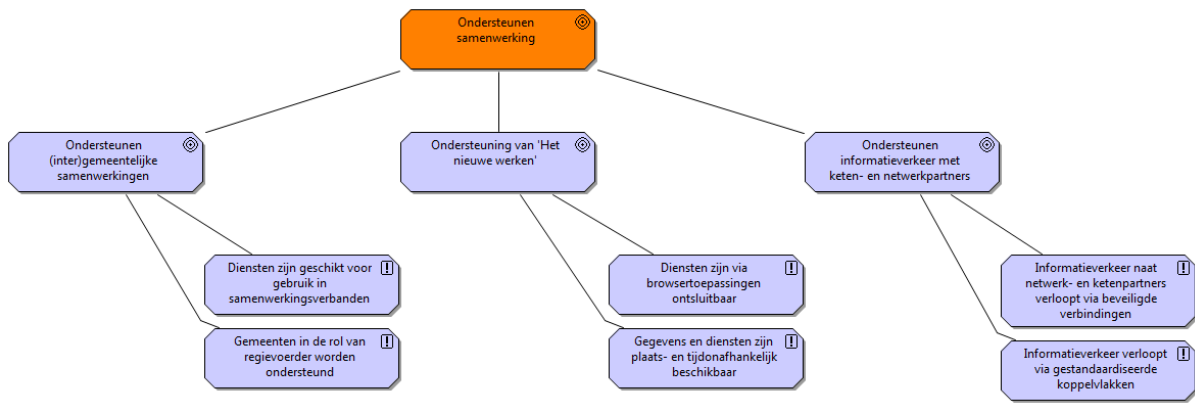 Ondersteunen
samenwerking
Ondersteunen
(inter)gemeentelijke
samenwerkingen
Ondersteuning van 'Het
nieuwe werken'
Ondersteunen
informatieverkeer met
keten- en netwerkpartners
Diensten zijn geschikt voor
gebruik in
samenwerkingsverbanden
Diensten zijn via
browsertoepassingen
ontsluitbaar
Informatieverkeer naat
netwerk- en ketenpartners
verloopt via beveiligde
verbindingen
Gemeenten in de rol van
regievoerder worden
ondersteund
Gegevens en diensten zijn
plaats- en tijdonafhankelijk
beschikbaar
Informatieverkeer verloopt
via gestandaardiseerde
koppelvlakken